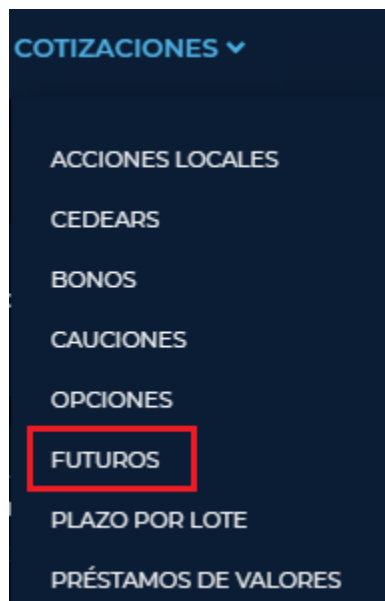 COTIZACIONES
ACCIONES LOCALES
CEDEARS
BONOS
CAUCIONES
OPCIONES
FUTUROS
PLAZO POR LOTE
PRÉSTAMOS DE VALORES